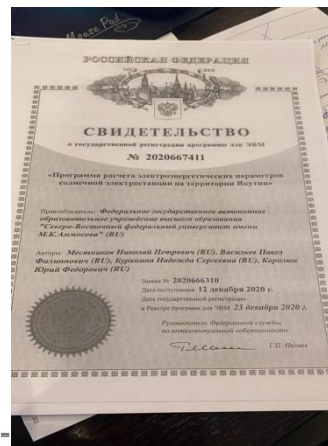 Mouse Pad
РОССИЙСКАЯ ФЕДЕРАЦИЯ
СВИДЕТЕЛЬСТВО
о государственной регистрации программы для ЭВМ
№ 2020667411
«Программа расчета электроэнергетических параметров
солнечной электростанции на территории Якутии»
Правообладатель: Федеральное государственное автономное
образовательное учреждение высшего образования
"Северо-Восточный федеральный университет имени
М.К.Аммосова" (RU)
Авторы: Местников Николай Петрович (RU), Васильев Павел
Филиппович (RU), Бурянина Надежда Сергеевна (RU), Королюк
Юрий Федорович (RU)
Заявка № 2020666310
Дата поступления 12 декабря 2020 г.
Дата государственной регистрации
в Реестре программ для ЭВМ 23 декабря 2020 г.
Руководитель Федеральной службы
по интеллектуальной собственности
Г.П. Ивлиев